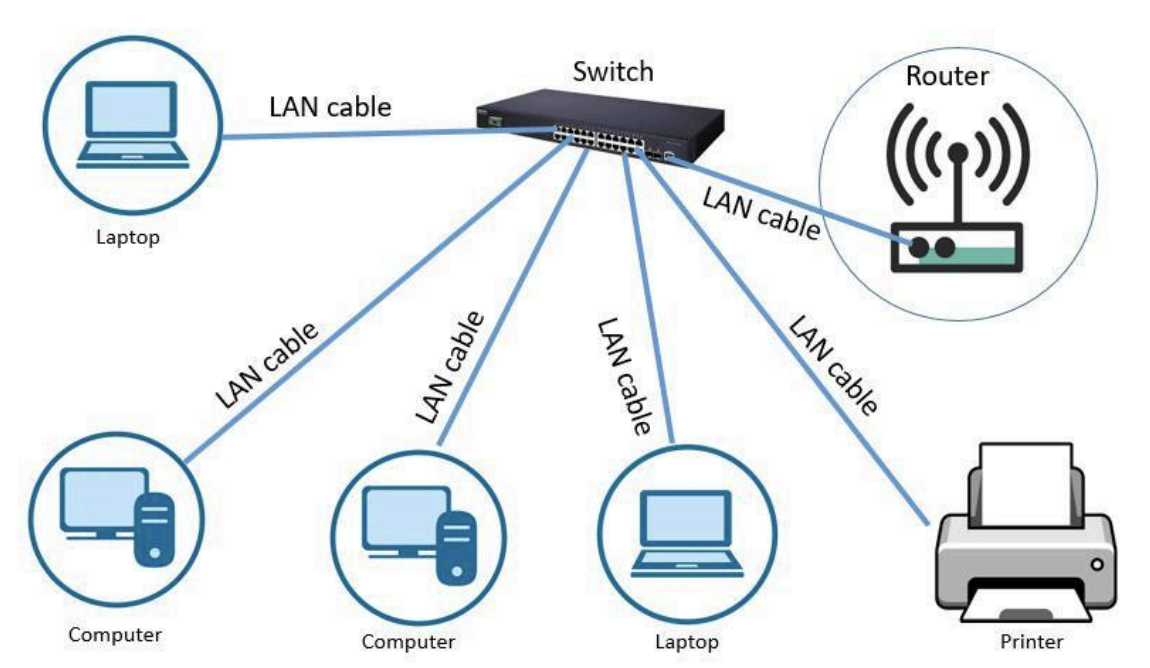 Switch
Router
LAN cable
LAN cable
Laptop
LAN cable
LAN cable
LAN cable
LAN cable
Computer
Computer
Laptop
Printer